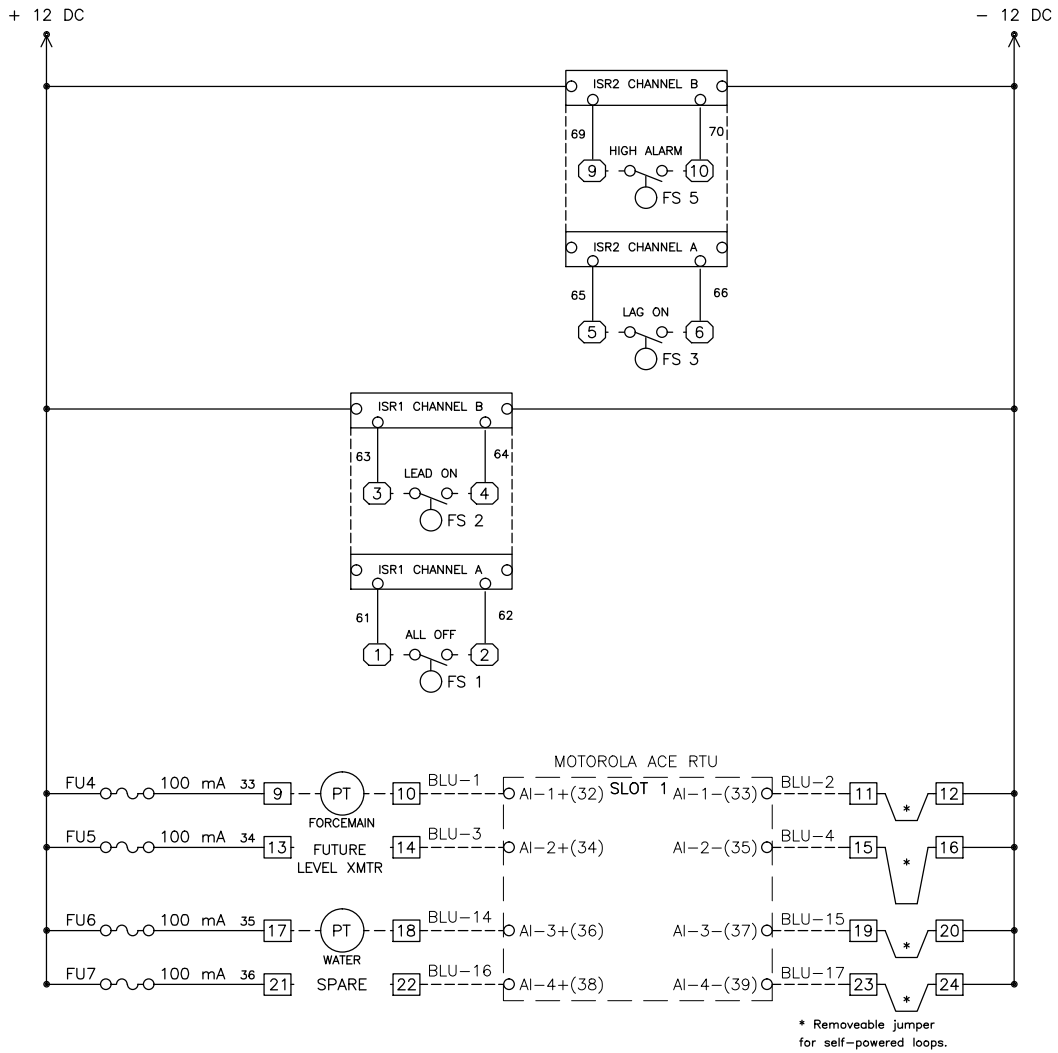 + 12 DC
− 12 DC
ISR2 CHANNEL B
69
70
HIGH ALARM
9
10
FS 5
ISR2 CHANNEL A
65
66
LAG ON
5
6
FS 3
ISR1 CHANNEL B
63
64
LEAD ON
3
4
FS 2
ISR1 CHANNEL A
61
62
ALL OFF
1
2
FS 1
MOTOROLA ACE RTU
SLOT 1
FU4 100 mA 33 9 PT 10 BLU-1 AI-1+(32) AI-1-(33) BLU-2 11 * 12
FORCEMAIN
FU5 100 mA 34 13 FUTURE 14 BLU-3 AI-2+(34) AI-2-(35) BLU-4 15 * 16
LEVEL XMTR
FU6 100 mA 35 17 PT 18 BLU-14 AI-3+(36) AI-3-(37) BLU-15 19 * 20
WATER
FU7 100 mA 36 21 SPARE 22 BLU-16 AI-4+(38) AI-4-(39) BLU-17 23 * 24
* Removeable jumper
for self-powered loops.